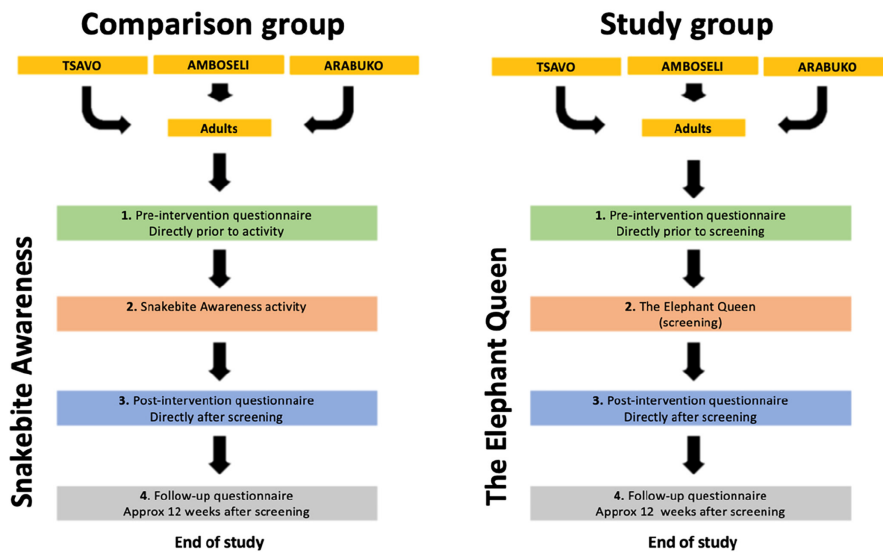 Comparison group
TSAVO
AMBOSELI
ARABUKO
Adults
Snakebite Awareness
1. Pre-intervention questionnaire
Directly prior to activity
2. Snakebite Awareness activity
3. Post-intervention questionnaire
Directly after screening
4. Follow-up questionnaire
Approx 12 weeks after screening
End of study
Study group
TSAVO
AMBOSELI
ARABUKO
Adults
The Elephant Queen
1. Pre-intervention questionnaire
Directly prior to screening
2. The Elephant Queen
(screening)
3. Post-intervention questionnaire
Directly after screening
4. Follow-up questionnaire
Approx 12 weeks after screening
End of study